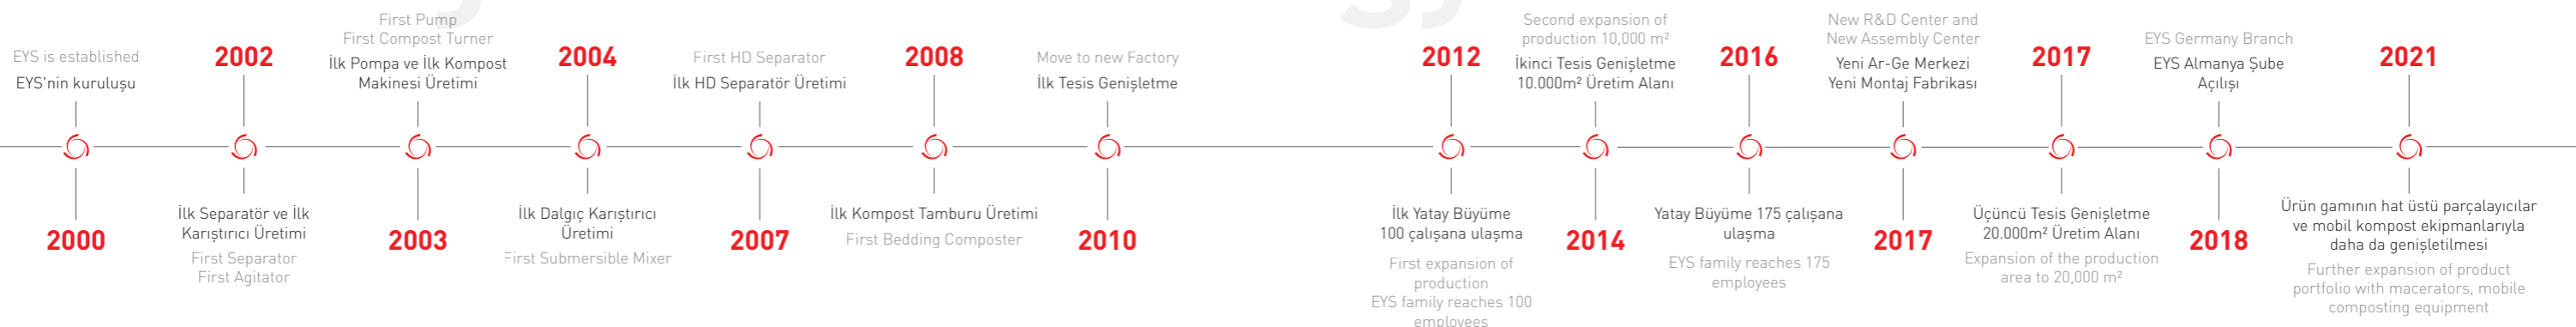 EYS is established
EYS'nin kuruluşu
2000
2002
İlk Separatör ve İlk
Karıştırıcı Üretimi
First Separator
First Agitator
First Pump
First Compost Turner
İlk Pompa ve İlk Kompost
Makinesi Üretimi
2003
2004
İlk Dalgıç Karıştırıcı
Üretimi
First Submersible Mixer
First HD Separator
İlk HD Separatör Üretimi
2007
2008
İlk Kompost Tamburu Üretimi
First Bedding Composter
Move to new Factory
İlk Tesis Genişletme
2010
2012
İlk Yatay Büyüme
100 çalışana ulaşma
First expansion of
production
EYS family reaches 100
employees
Second expansion of
production 10,000 m²
İkinci Tesis Genişletme
10.000m² Üretim Alanı
2014
2016
Yatay Büyüme 175 çalışana
ulaşma
EYS family reaches 175
employees
New R&D Center and
New Assembly Center
Yeni Ar-Ge Merkezi
Yeni Montaj Fabrikası
2017
2017
Üçüncü Tesis Genişletme
20.000m² Üretim Alanı
Expansion of the production
area to 20,000 m²
EYS Germany Branch
EYS Almanya Şube
Açılışı
2018
2021
Ürün gamının hat üstü parçalayıcılar
ve mobil kompost ekipmanlarıyla
daha da genişletilmesi
Further expansion of product
portfolio with macerators, mobile
composting equipment